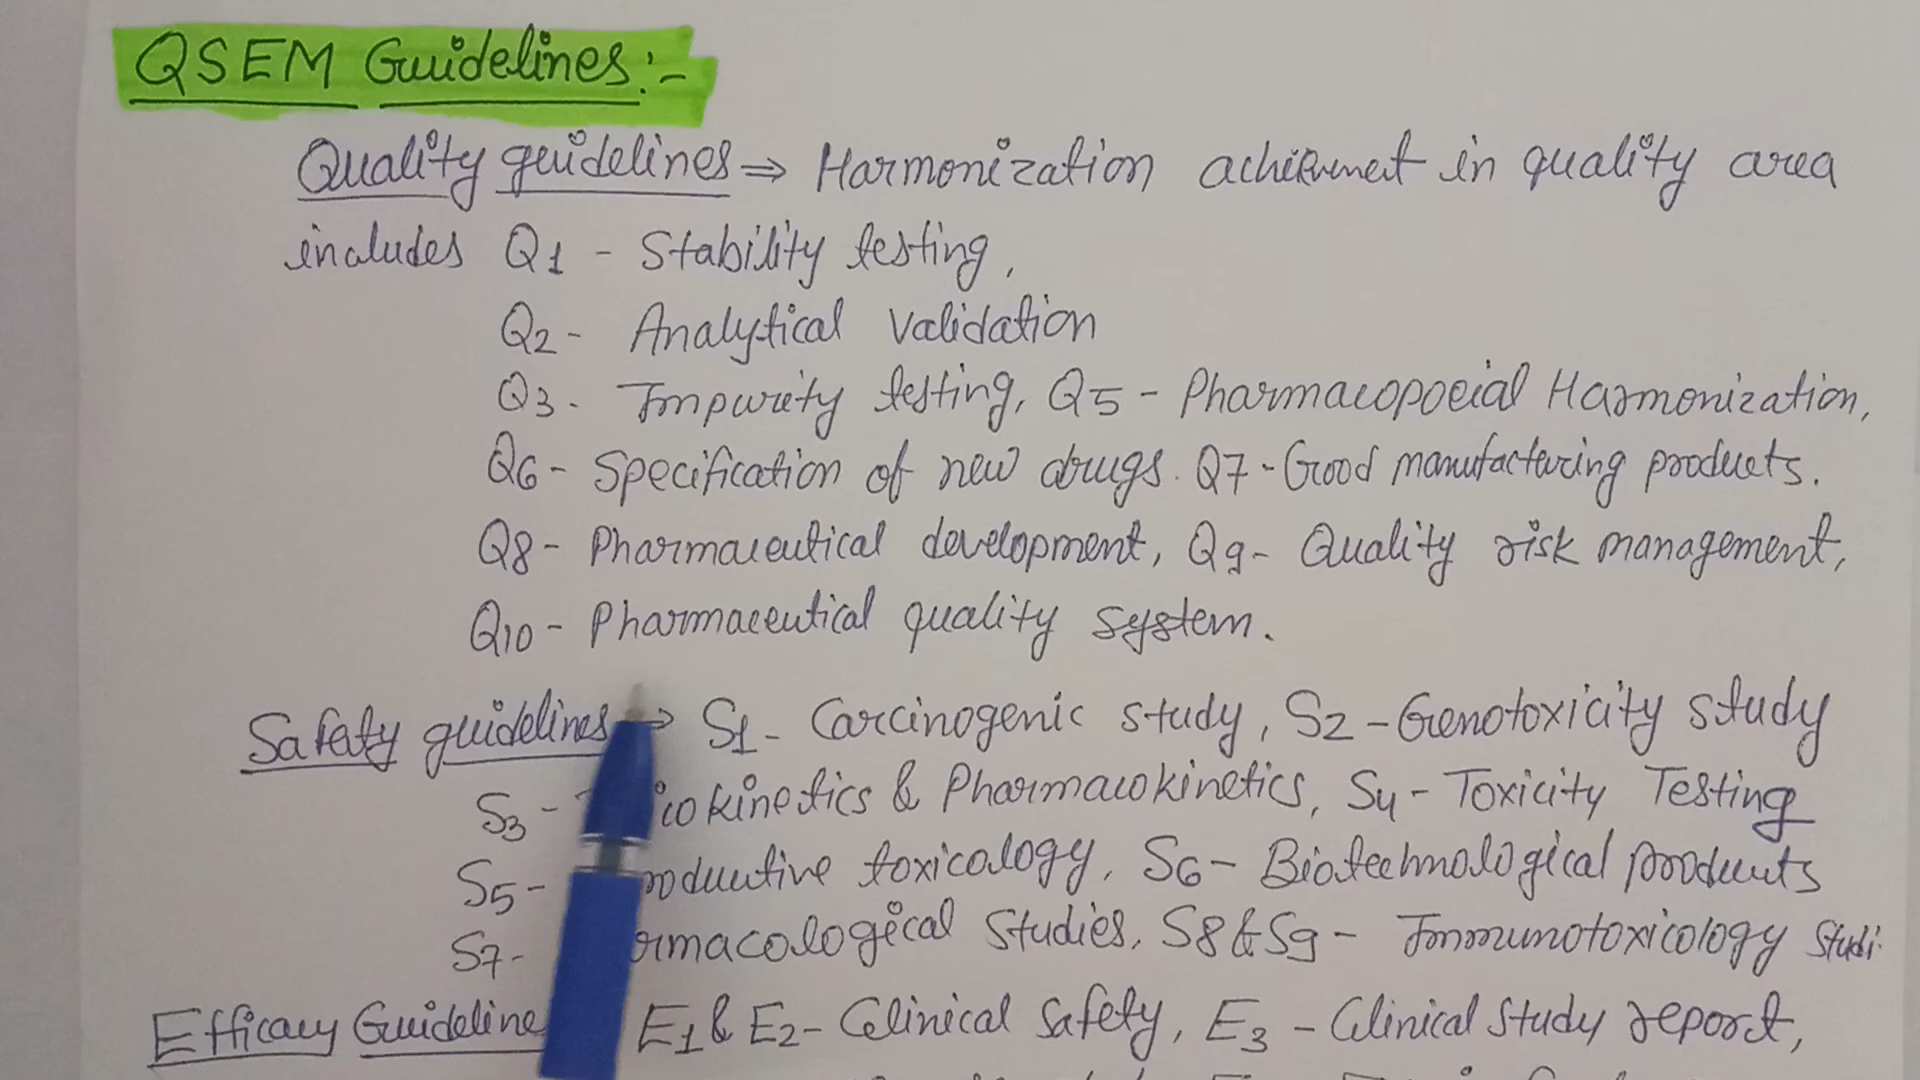 QSEM Guidelines:-
Quality guidelines ⇒ Harmonization achievment in quality area
includes Q1 - Stability testing,
Q2 - Analytical validation
Q3 - Impurity testing, Q5 - Pharmacopoeial Harmonization,
Q6 - Specification of new drugs. Q7 - Good manufacturing products.
Q8 - Pharmaceutical development, Q9 - Quality risk management,
Q10 - Pharmaceutical quality system.
Safety guidelines ⇒ S1 - Carcinogenic study, S2 - Genotoxicity study
S3 - kinetics & Pharmacokinetics, S4 - Toxicity Testing
S5 - toxicology, S6 - Biotechnological products
S7 - Studies, S8 & S9 - Immunotoxicology Studi
Efficacy Guideline E1 & E2 - Clinical Safety, E3 - Clinical Study report,